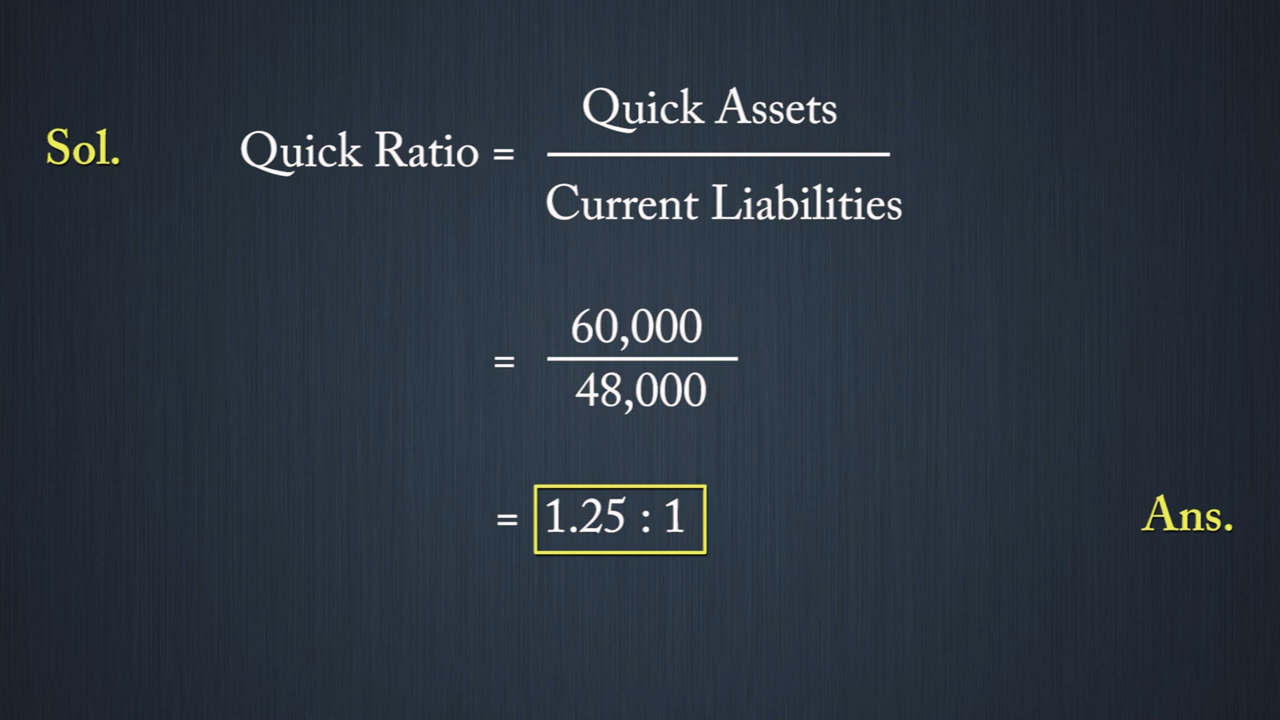 Sol.
Quick Ratio = Quick Assets
Current Liabilities
= 60,000
48,000
= 1.25 : 1
Ans.